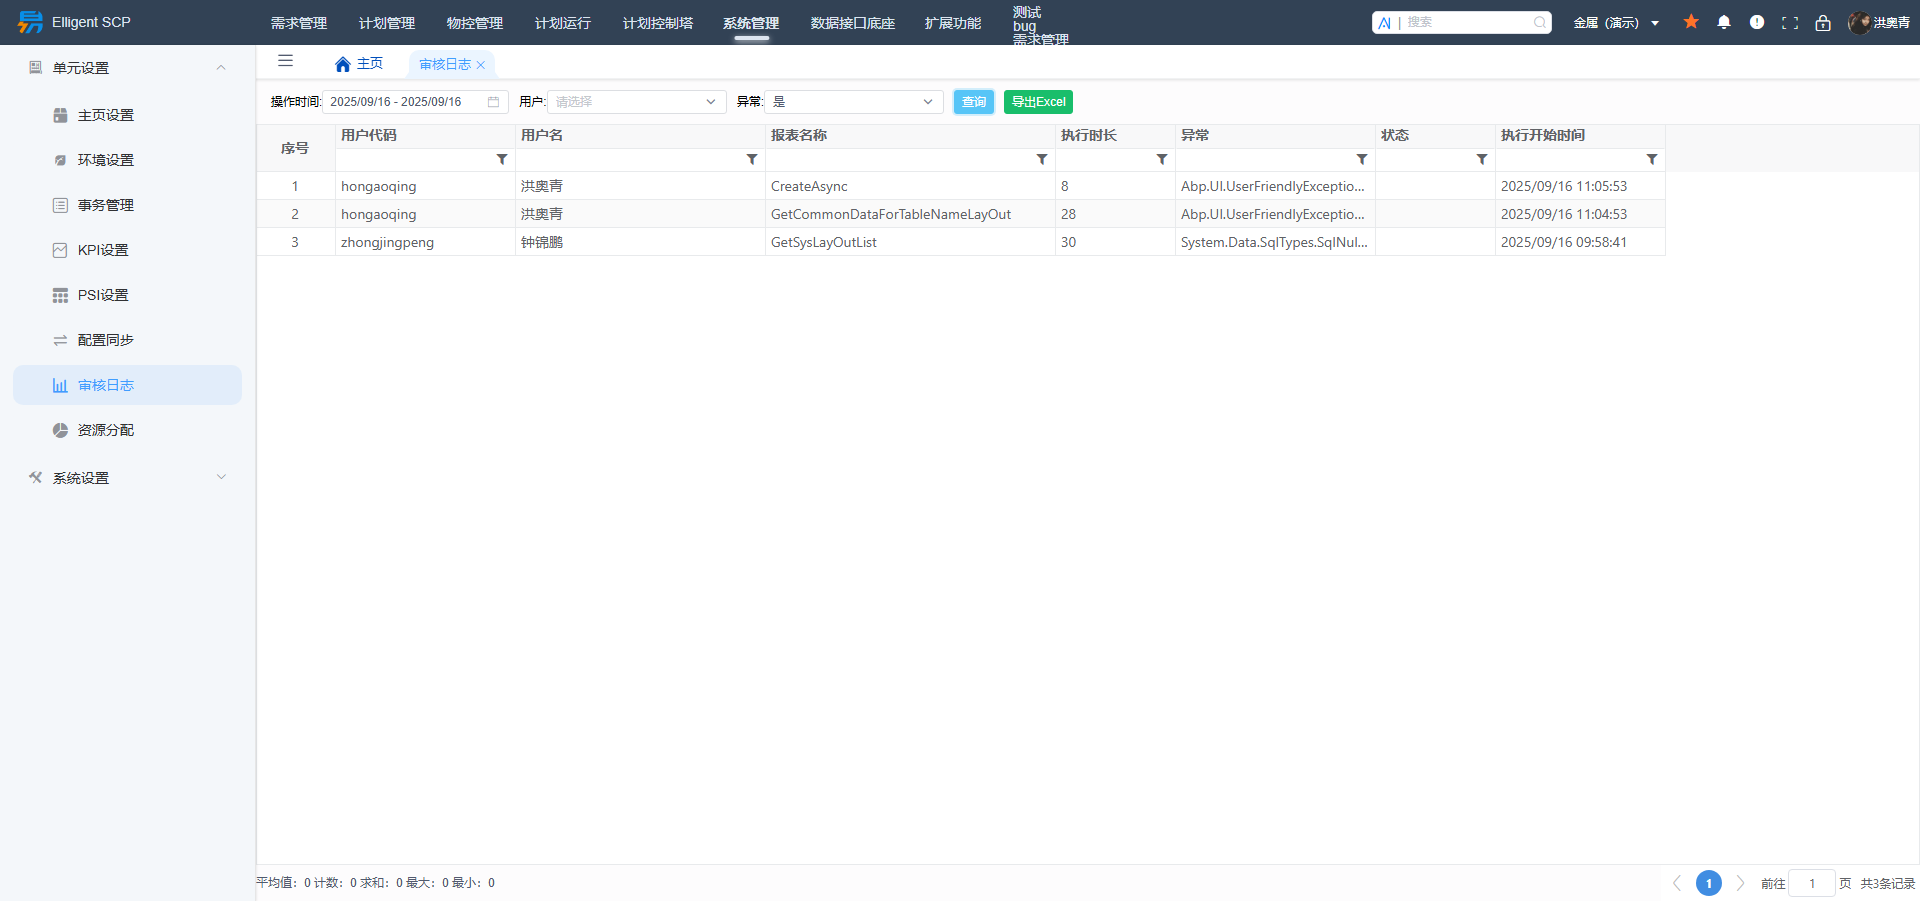 Elligent SCP
需求管理 计划管理 物控管理 计划运行 计划控制塔 系统管理 数据接口底座 扩展功能
测试
bug
需求管理
AI | 搜索
金属（演示）
洪奥青
单元设置
主页设置
环境设置
事务管理
KPI设置
PSI设置
配置同步
审核日志
资源分配
系统设置
主页 审核日志
操作时间: 2025/09/16 - 2025/09/16 用户: 请选择 异常: 是 查询 导出Excel
序号 用户代码 用户名 报表名称 执行时长 异常 状态 执行开始时间
1 hongaoqing 洪奥青 CreateAsync 8 Abp.UI.UserFriendlyExceptio... 2025/09/16 11:05:53
2 hongaoqing 洪奥青 GetCommonDataForTableNameLayOut 28 Abp.UI.UserFriendlyExceptio... 2025/09/16 11:04:53
3 zhongjingpeng 钟锦鹏 GetSysLayOutList 30 System.Data.SqlTypes.SqlNul... 2025/09/16 09:58:41
平均值：0 计数：0 求和：0 最大：0 最小：0
1 前往 1 页 共3条记录